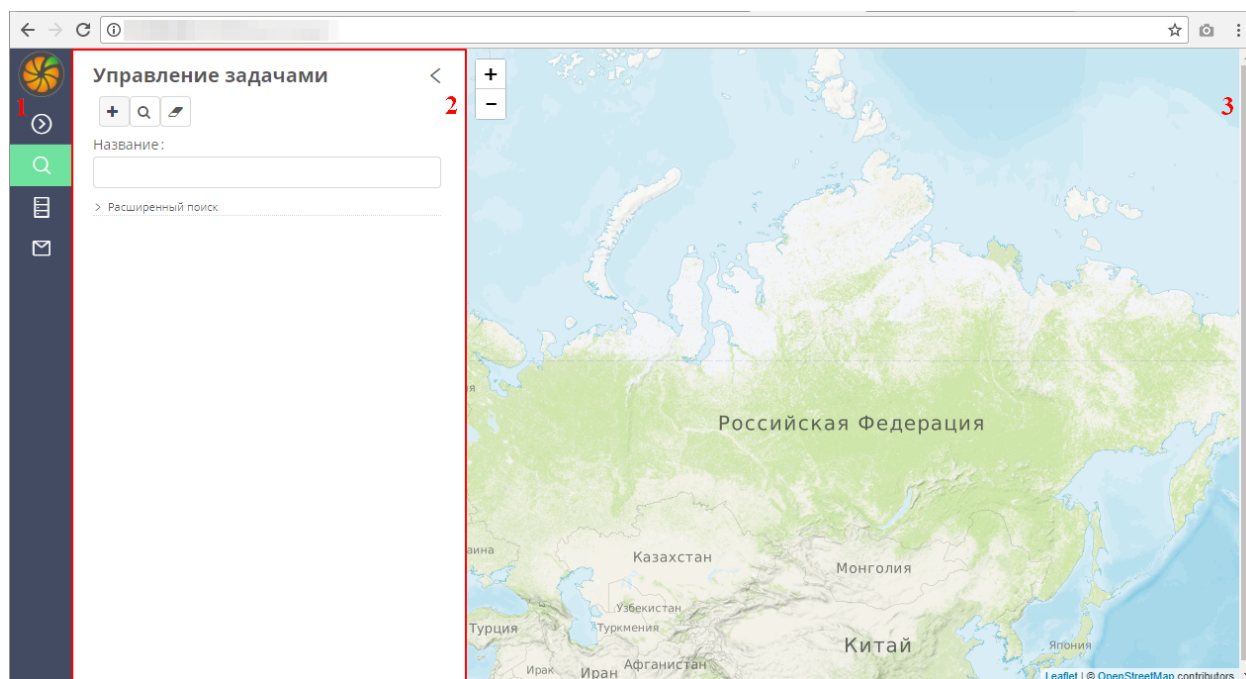 Управление задачами
1
2
3
+
−
Название:
> Расширенный поиск
Российская Федерация
Казахстан
Монголия
Узбекистан
Турция
Туркмения
Китай
Япония
Ирак
Иран
Афганистан
Leaflet | © OpenStreetMap contributors